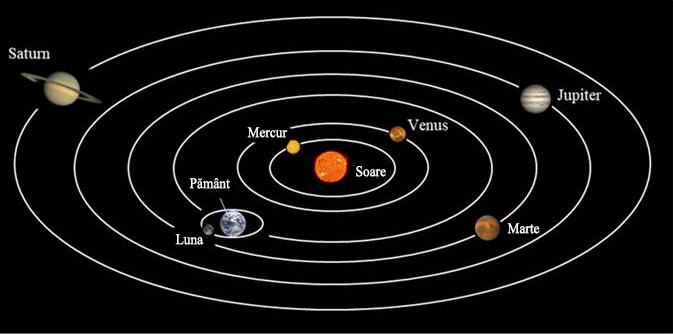 Saturn
Jupiter
Venus
Mercur
Soare
Pământ
Marte
Luna